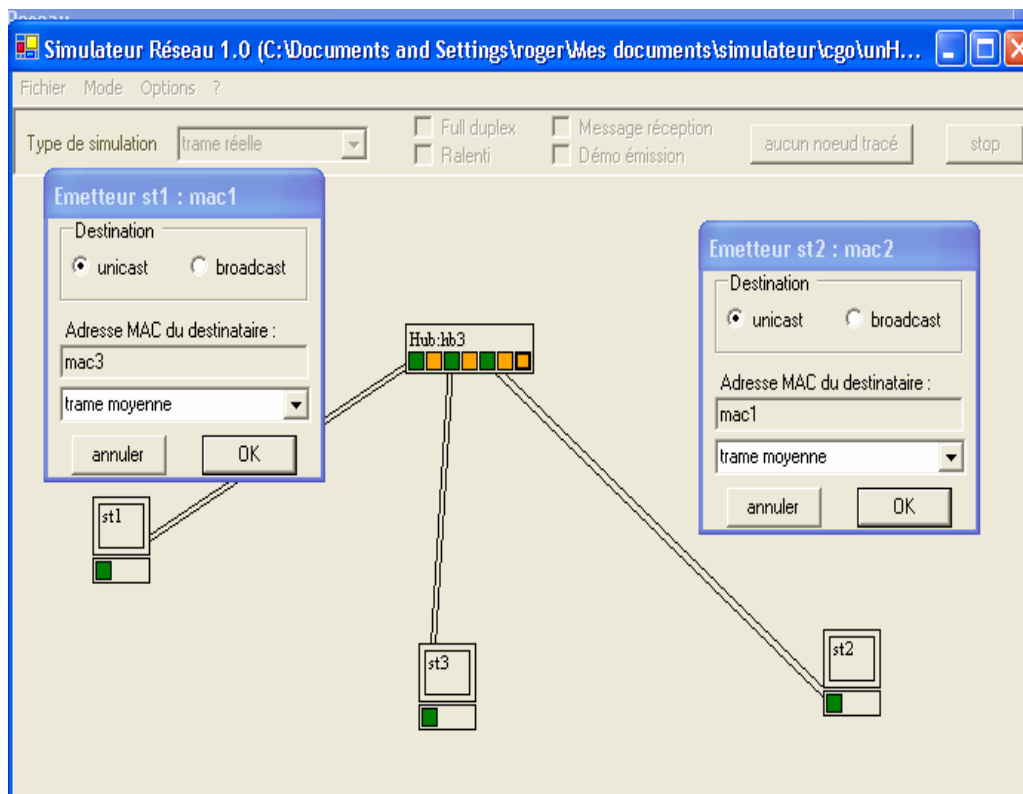 Simulateur Réseau 1.0 (C:\Documents and Settings\roger\Mes documents\simulateur\cgo\unH...
Fichier Mode Options ?
Type de simulation
trame réelle
Full duplex
Ralenti
Message réception
Démo émission
aucun noeud tracé
stop
Emetteur st1 : mac1
Destination
unicast
broadcast
Adresse MAC du destinataire :
mac3
trame moyenne
annuler
OK
Emetteur st2 : mac2
Destination
unicast
broadcast
Adresse MAC du destinataire :
mac1
trame moyenne
annuler
OK
Hub:hb3
st1
st3
st2